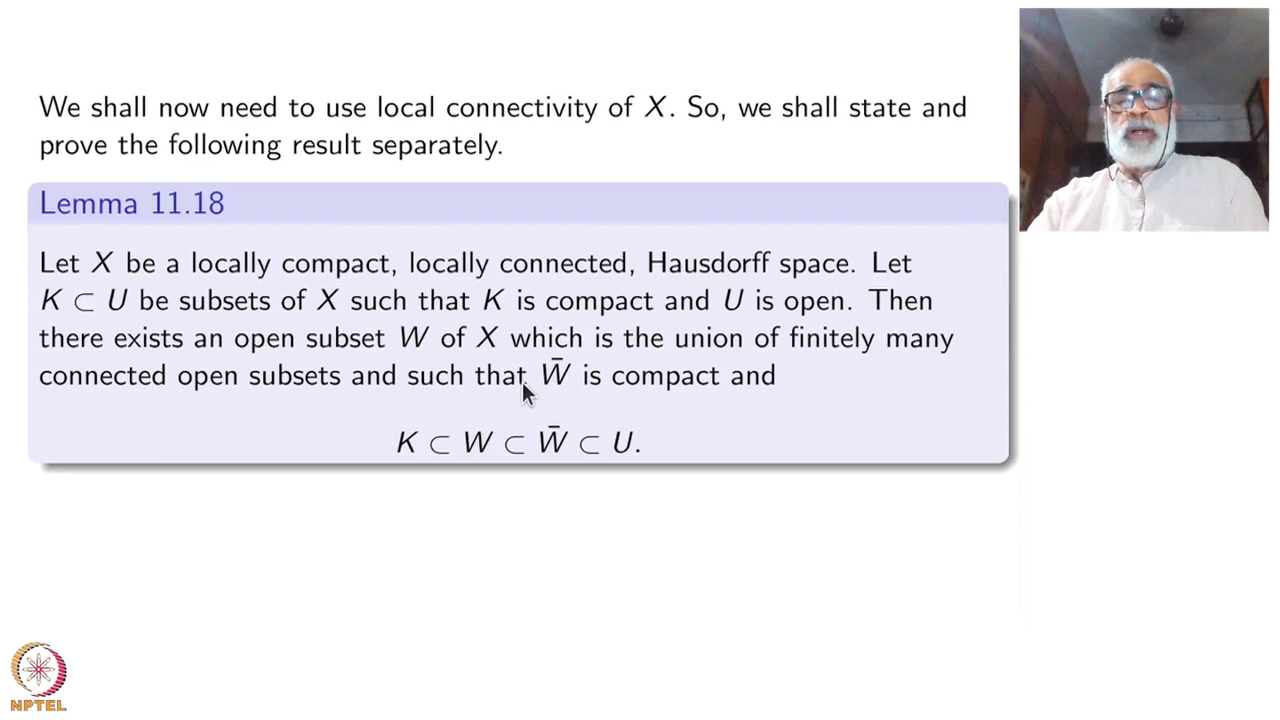 We shall now need to use local connectivity of X. So, we shall state and
prove the following result separately.
Lemma 11.18
Let X be a locally compact, locally connected, Hausdorff space. Let
K ⊂ U be subsets of X such that K is compact and U is open. Then
there exists an open subset W of X which is the union of finitely many
connected open subsets and such that W̄ is compact and
K ⊂ W ⊂ W̄ ⊂ U.
NPTEL